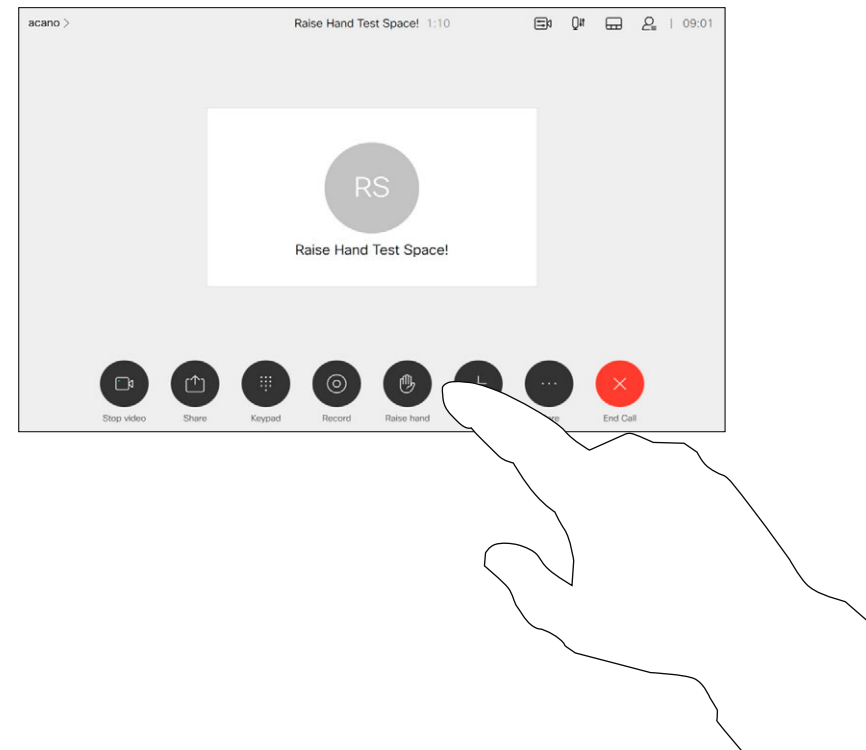 acano >
Raise Hand Test Space! 1:10
| 09:01
RS
Raise Hand Test Space!
Stop video
Share
Keypad
Record
Raise hand
End Call